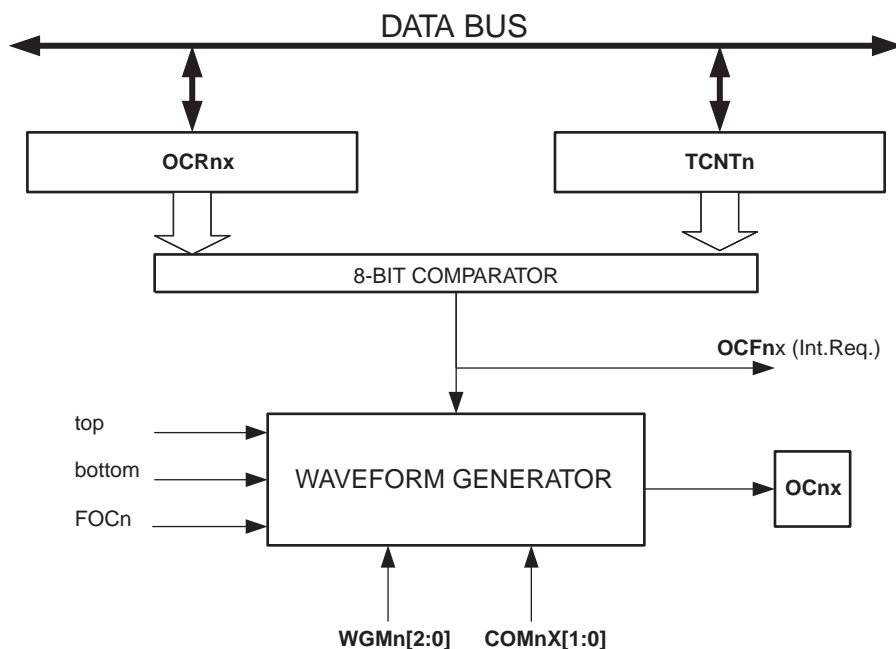 DATA BUS
OCRnx
TCNTn
8-BIT COMPARATOR
OCFnx (Int.Req.)
top
bottom
FOCn
WAVEFORM GENERATOR
OCnx
WGMn[2:0]
COMnX[1:0]